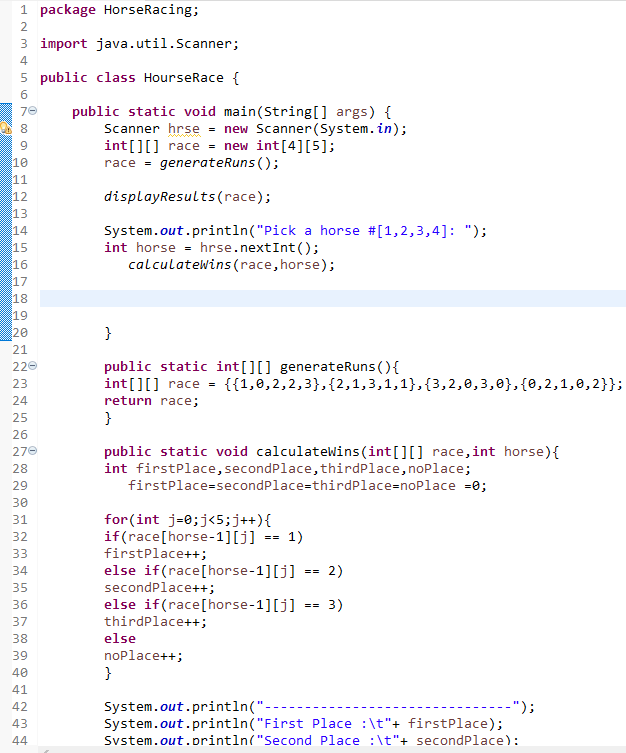 1 package HorseRacing;
2
3 import java.util.Scanner;
4
5 public class HourseRace {
6
7 public static void main(String[] args) {
8 Scanner hrse = new Scanner(System.in);
9 int[][] race = new int[4][5];
10 race = generateRuns();
11
12 displayResults(race);
13
14 System.out.println("Pick a horse #[1,2,3,4]: ");
15 int horse = hrse.nextInt();
16 calculateWins(race,horse);
17
18
19
20 }
21
22 public static int[][] generateRuns(){
23 int[][] race = {{1,0,2,2,3},{2,1,3,1,1},{3,2,0,3,0},{0,2,1,0,2}};
24 return race;
25 }
26
27 public static void calculateWins(int[][] race,int horse){
28 int firstPlace,secondPlace,thirdPlace,noPlace;
29 firstPlace=secondPlace=thirdPlace=noPlace =0;
30
31 for(int j=0;j<5;j++){
32 if(race[horse-1][j] == 1)
33 firstPlace++;
34 else if(race[horse-1][j] == 2)
35 secondPlace++;
36 else if(race[horse-1][j] == 3)
37 thirdPlace++;
38 else
39 noPlace++;
40 }
41
42 System.out.println("-------------------------------");
43 System.out.println("First Place :\t"+ firstPlace);
44 System.out.println("Second Place :\t"+ secondPlace);